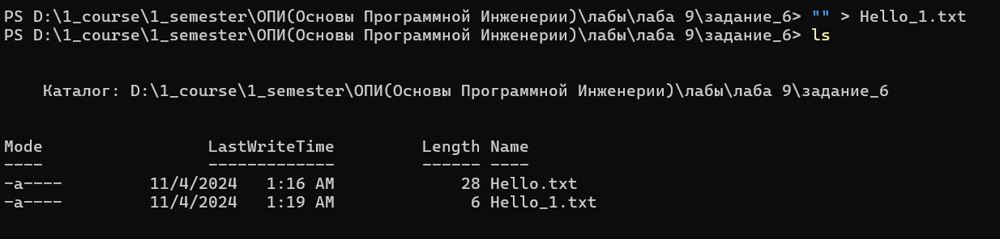 PS D:\1_course\1_semester\ОПИ(Основы Программной Инженерии)\лабы\лаба 9\задание_6> "" > Hello_1.txt
PS D:\1_course\1_semester\ОПИ(Основы Программной Инженерии)\лабы\лаба 9\задание_6> ls
Каталог: D:\1_course\1_semester\ОПИ(Основы Программной Инженерии)\лабы\лаба 9\задание_6
Mode                 LastWriteTime         Length Name
----                 -------------         ------ ----
-a----         11/4/2024   1:16 AM             28 Hello.txt
-a----         11/4/2024   1:19 AM              6 Hello_1.txt